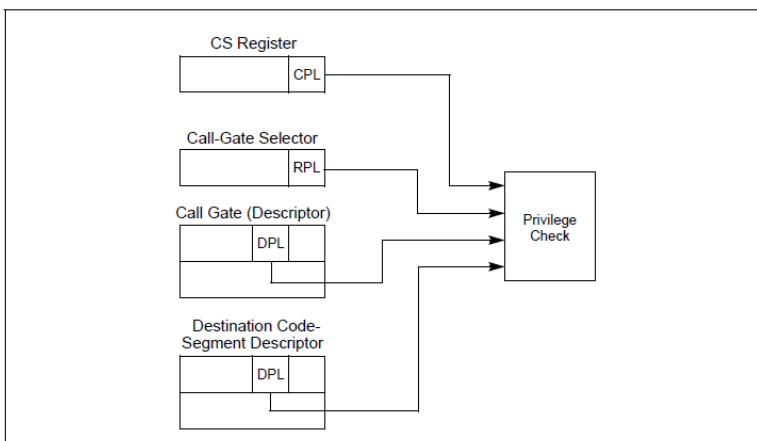 CS Register
CPL
Call-Gate Selector
RPL
Call Gate (Descriptor)
DPL
Privilege
Check
Destination Code-
Segment Descriptor
DPL